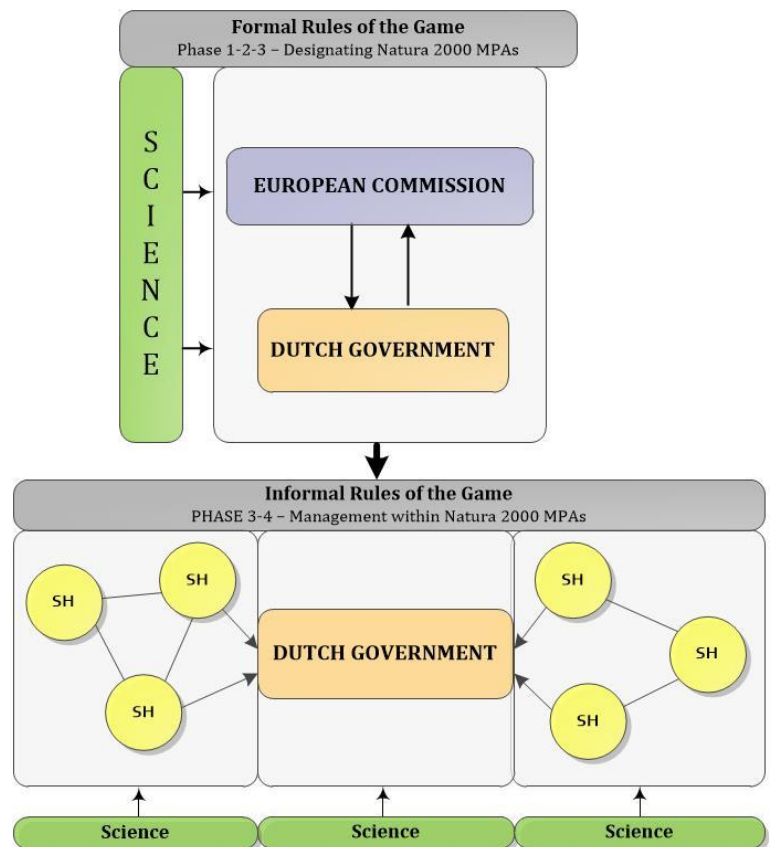 Formal Rules of the Game
Phase 1-2-3 – Designating Natura 2000 MPAs
SCIENCE
EUROPEAN COMMISSION
DUTCH GOVERNMENT
Informal Rules of the Game
PHASE 3-4 – Management within Natura 2000 MPAs
SH
SH
SH
DUTCH GOVERNMENT
SH
SH
SH
Science
Science
Science